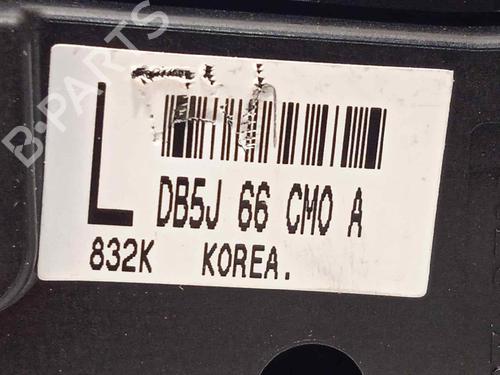 B-PARTS
L
DB5J 66 CM0 A
832K KOREA.